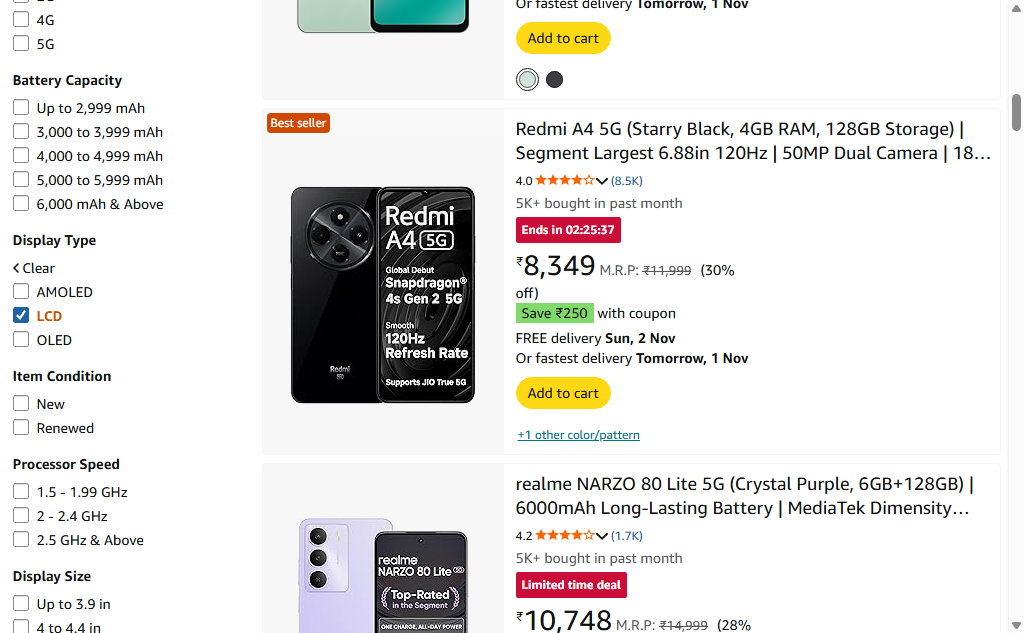 4G
5G
Battery Capacity
Up to 2,999 mAh
3,000 to 3,999 mAh
4,000 to 4,999 mAh
5,000 to 5,999 mAh
6,000 mAh & Above
Display Type
Clear
AMOLED
LCD
OLED
Item Condition
New
Renewed
Processor Speed
1.5 - 1.99 GHz
2 - 2.4 GHz
2.5 GHz & Above
Display Size
Up to 3.9 in
4 to 4.4 in
Or fastest delivery Tomorrow, 1 Nov
Add to cart
Best seller
Redmi
A4 5G
Global Debut
Snapdragon®
4s Gen 2 5G
Smooth
120Hz
Refresh Rate
Supports JIO True 5G
Redmi
5G
Redmi A4 5G (Starry Black, 4GB RAM, 128GB Storage) |
Segment Largest 6.88in 120Hz | 50MP Dual Camera | 18…
4.0 (8.5K)
5K+ bought in past month
Ends in 02:25:37
₹8,349 M.R.P: ₹11,999 (30%
off)
Save ₹250 with coupon
FREE delivery Sun, 2 Nov
Or fastest delivery Tomorrow, 1 Nov
Add to cart
+1 other color/pattern
realme
NARZO 80 Lite 5G
Top-Rated
in the Segment
ONE CHARGE, ALL-DAY POWER
realme NARZO 80 Lite 5G (Crystal Purple, 6GB+128GB) |
6000mAh Long-Lasting Battery | MediaTek Dimensity…
4.2 (1.7K)
5K+ bought in past month
Limited time deal
₹10,748 M.R.P: ₹14,999 (28%